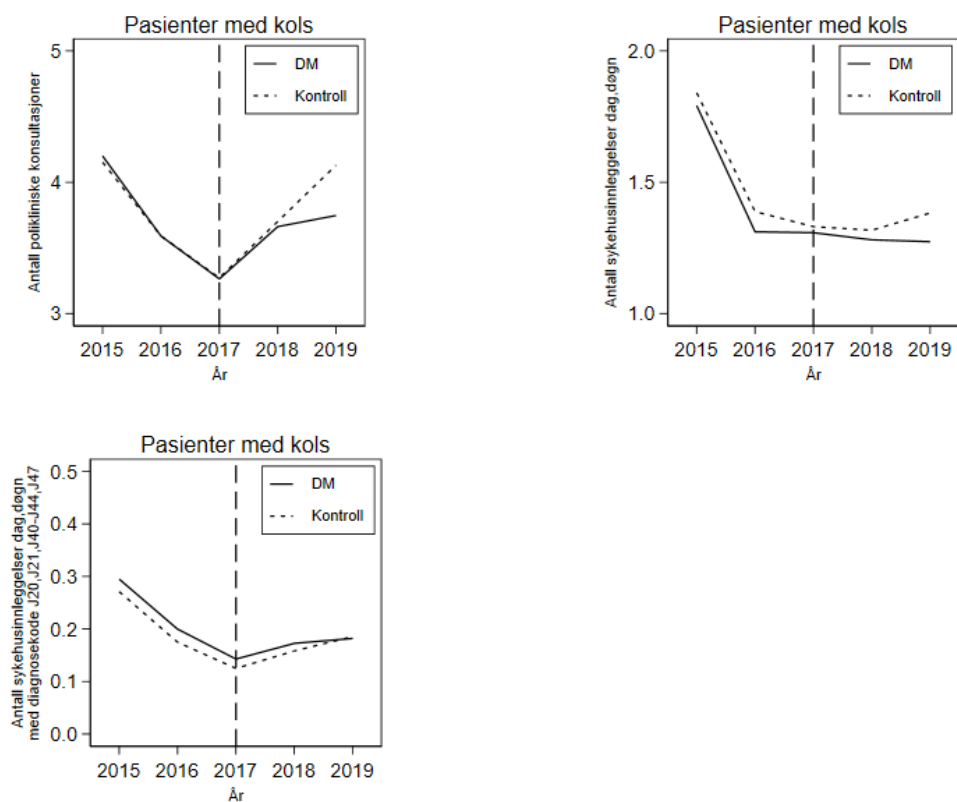 Pasienter med kols
Antall polikliniske konsultasjoner
5
4
3
DM
Kontroll
2015 2016 2017 2018 2019
År
Pasienter med kols
Antall sykehusinnleggelser dag,døgn
2.0
1.5
1.0
DM
Kontroll
2015 2016 2017 2018 2019
År
Pasienter med kols
Antall sykehusinnleggelser dag,døgn
med diagnosekode J20,J21,J40-J44,J47
0.5
0.4
0.3
0.2
0.1
0.0
DM
Kontroll
2015 2016 2017 2018 2019
År